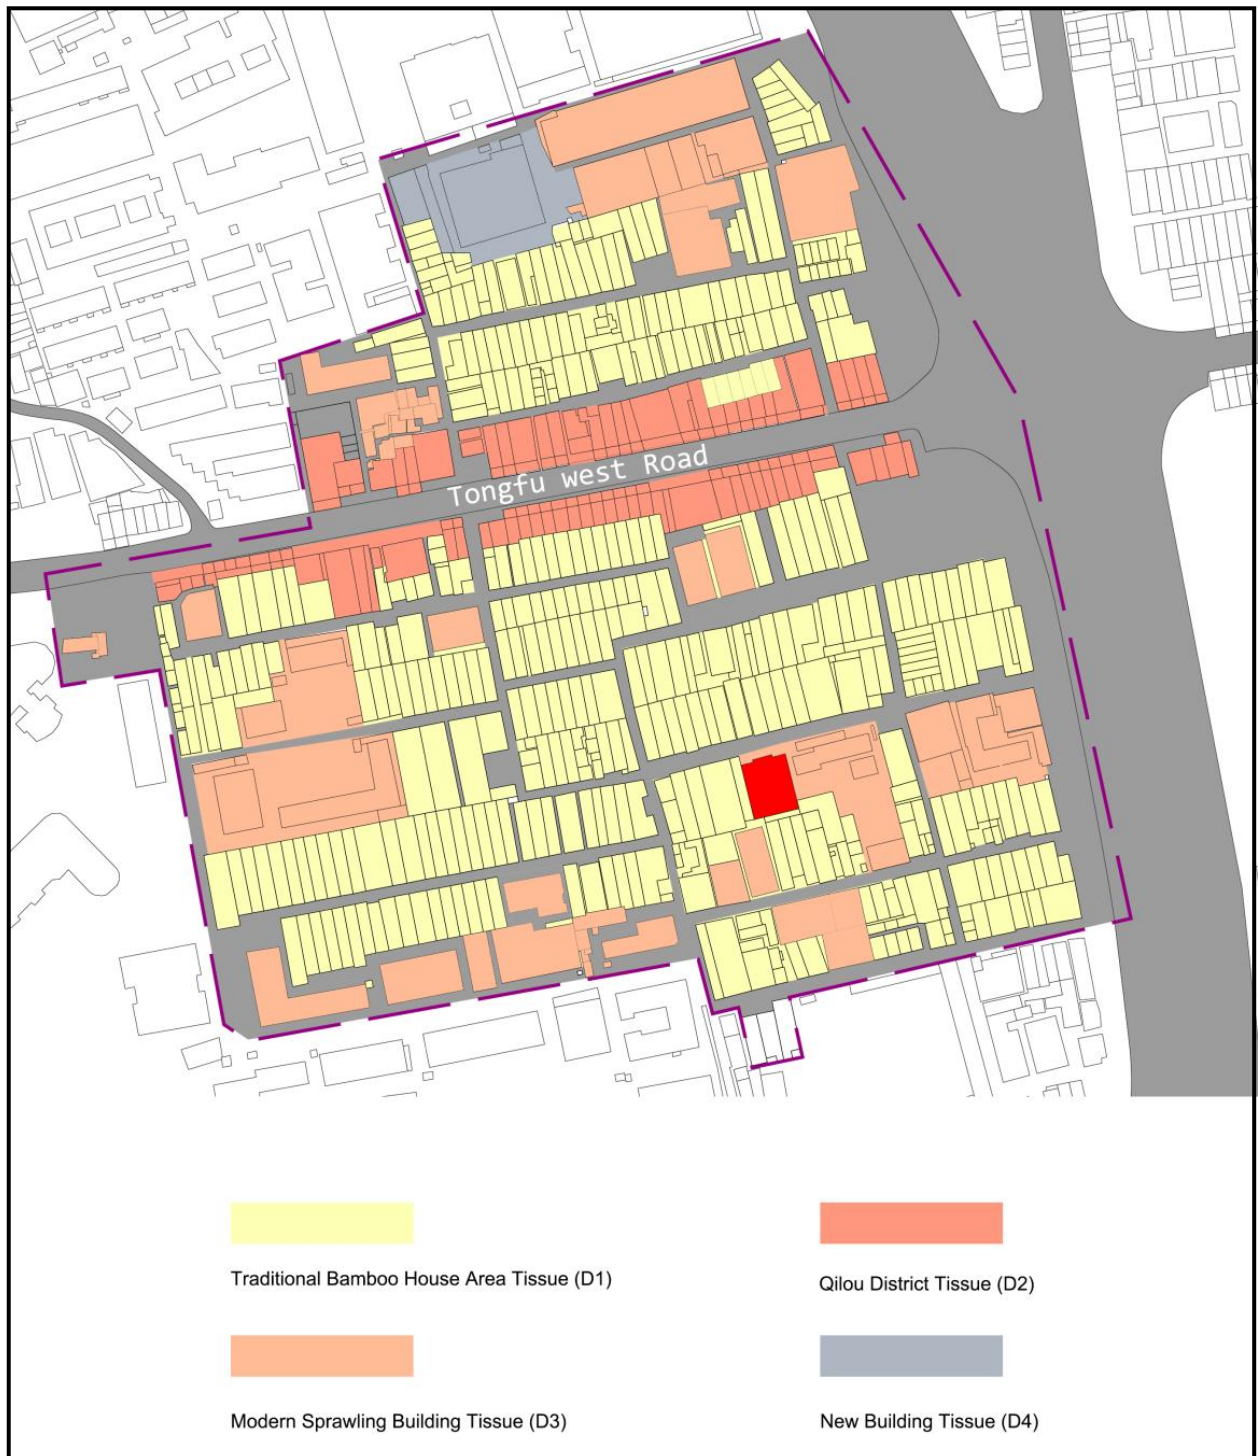 Tongfu west Road
Traditional Bamboo House Area Tissue (D1)
Qilou District Tissue (D2)
Modern Sprawling Building Tissue (D3)
New Building Tissue (D4)